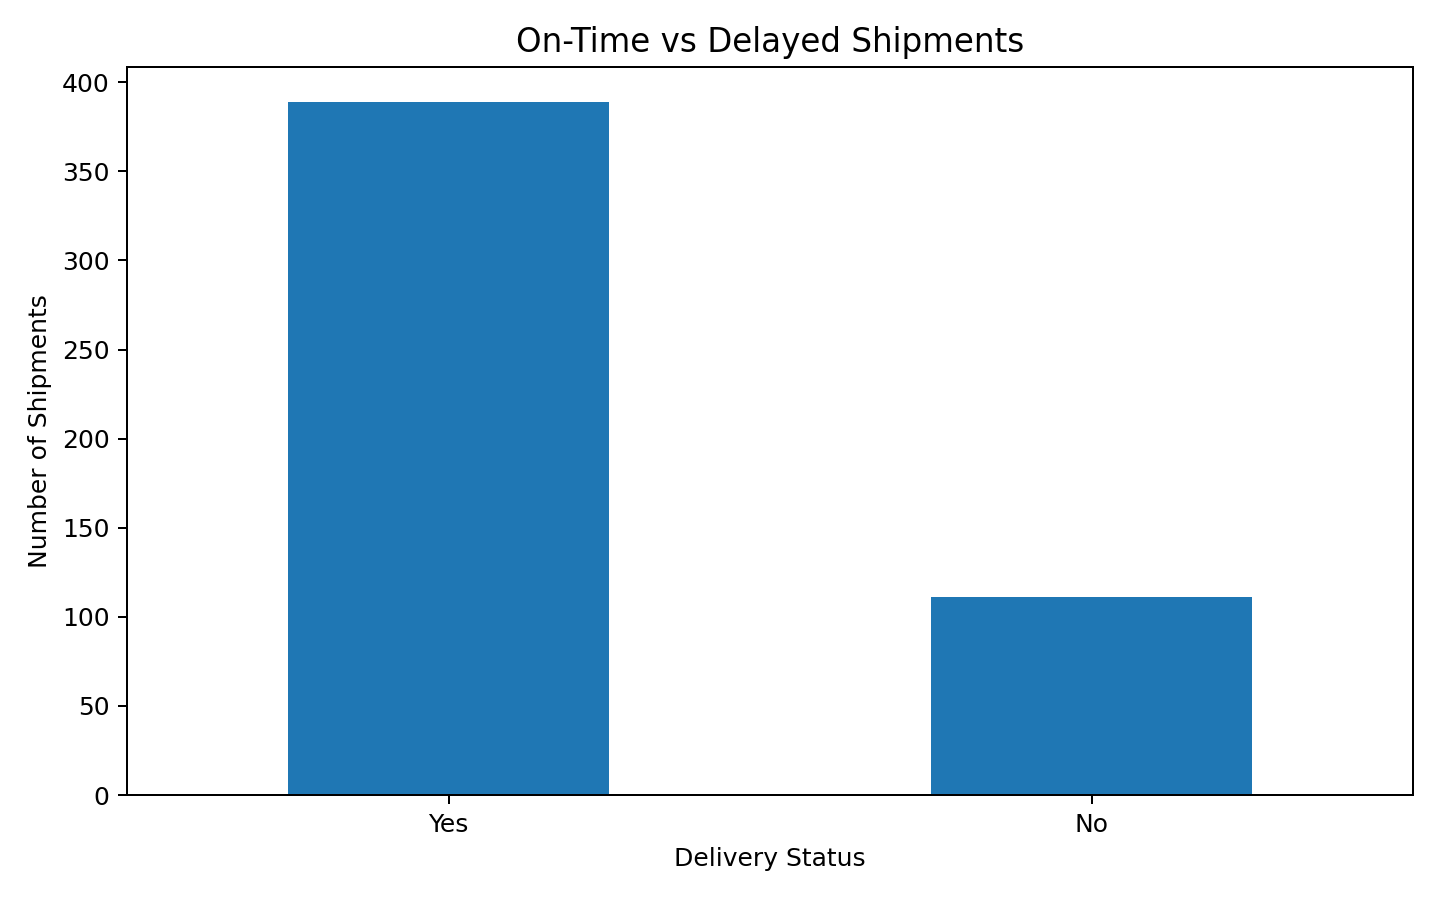 On-Time vs Delayed Shipments
Number of Shipments
400
350
300
250
200
150
100
50
0
Yes
No
Delivery Status